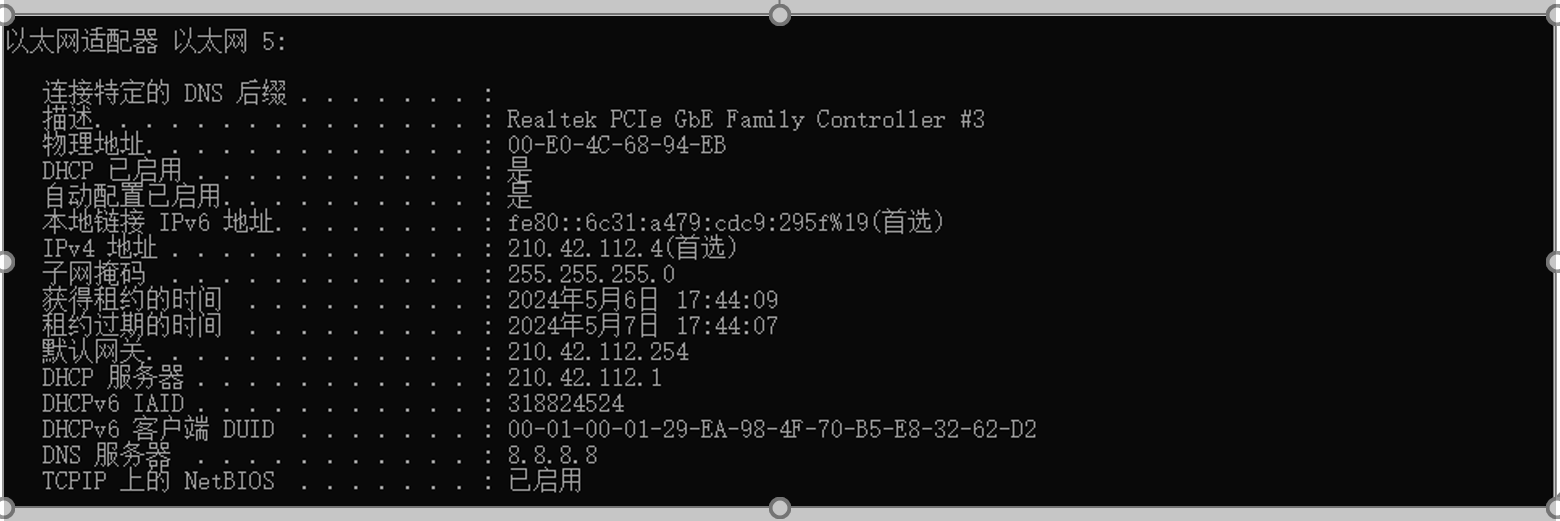 以太网适配器 以太网 5:
连接特定的 DNS 后缀 . . . . . . . :
描述. . . . . . . . . . . . . . . : Realtek PCIe GbE Family Controller #3
物理地址. . . . . . . . . . . . . : 00-E0-4C-68-94-EB
DHCP 已启用 . . . . . . . . . . . : 是
自动配置已启用. . . . . . . . . . : 是
本地链接 IPv6 地址. . . . . . . . : fe80::6c31:a479:cdc9:295f%19(首选)
IPv4 地址 . . . . . . . . . . . . : 210.42.112.4(首选)
子网掩码  . . . . . . . . . . . . : 255.255.255.0
获得租约的时间  . . . . . . . . . : 2024年5月6日 17:44:09
租约过期的时间  . . . . . . . . . : 2024年5月7日 17:44:07
默认网关. . . . . . . . . . . . . : 210.42.112.254
DHCP 服务器 . . . . . . . . . . . : 210.42.112.1
DHCPv6 IAID . . . . . . . . . . . : 318824524
DHCPv6 客户端 DUID  . . . . . . . : 00-01-00-01-29-EA-98-4F-70-B5-E8-32-62-D2
DNS 服务器  . . . . . . . . . . . : 8.8.8.8
TCPIP 上的 NetBIOS  . . . . . . . : 已启用